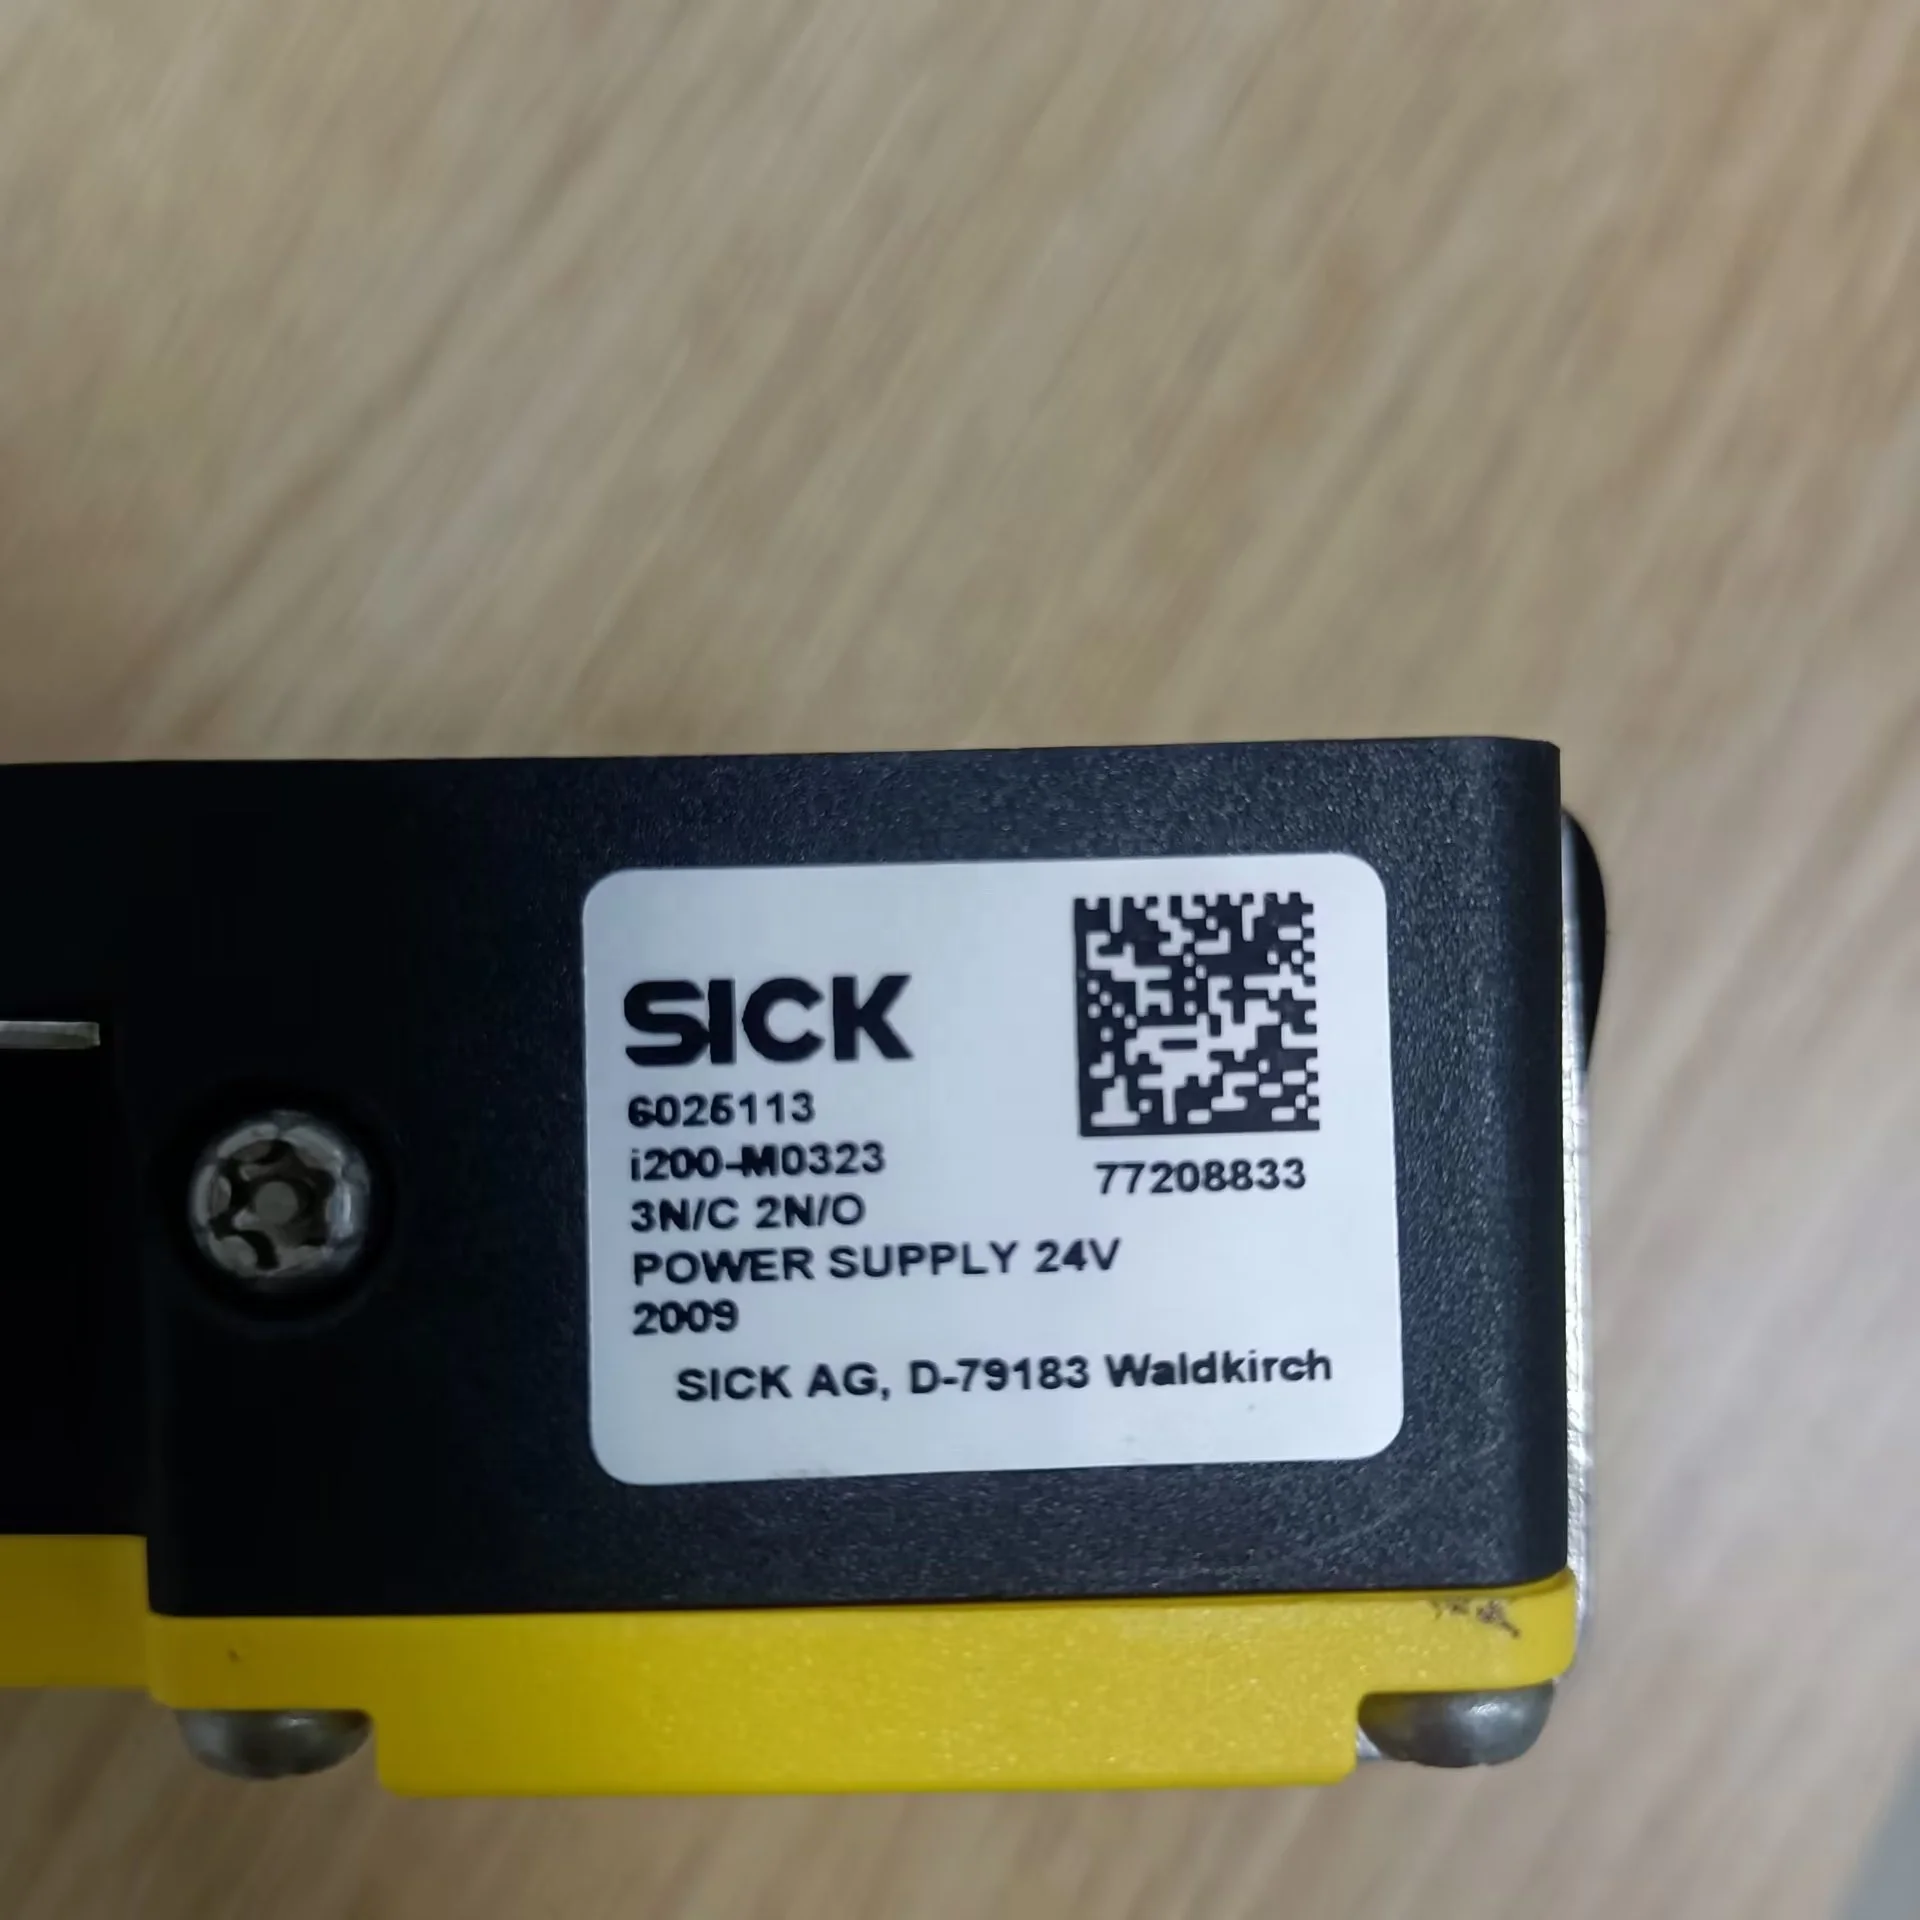 SICK
6025113
i200-M0323
77208833
3N/C 2N/O
POWER SUPPLY 24V
2009
SICK AG, D-79183 Waldkirch